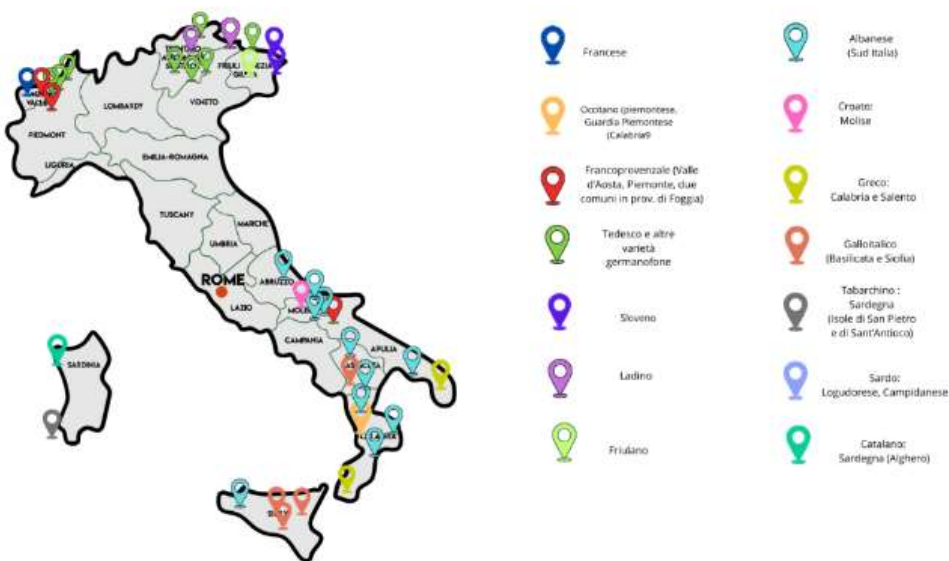 LOMBARDY
VENETO
PIEDMONT
EMILIA-ROMAGNA
LIGURIA
TUSCANY
MARCHE
UMBRIA
ROME
ABRUZZO
LAZIO
CAMPANIA
APULIA
SARDINIA
Francese
Occitano (piemontese,
Guardia Piemontese
(Calabria9
Francoprovenzale (Valle
d'Aosta, Piemonte, due
comuni in prov. di Foggia)
Tedesco e altre
varietà
germanofone
Sloveno
Ladino
Friulano
Albanese
(Sud Italia)
Croato:
Molise
Greco:
Calabria e Salento
Galloitalico
(Basilicata e Sicilia)
Tabarchino :
Sardegna
(Isole di San Pietro
e di Sant'Antioco)
Sardo:
Logudorese, Campidanese
Catalano:
Sardegna (Alghero)